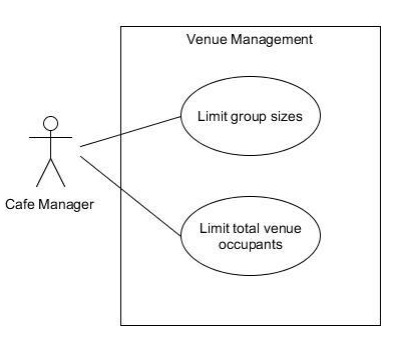 Venue Management
Limit group sizes
Cafe Manager
Limit total venue
occupants